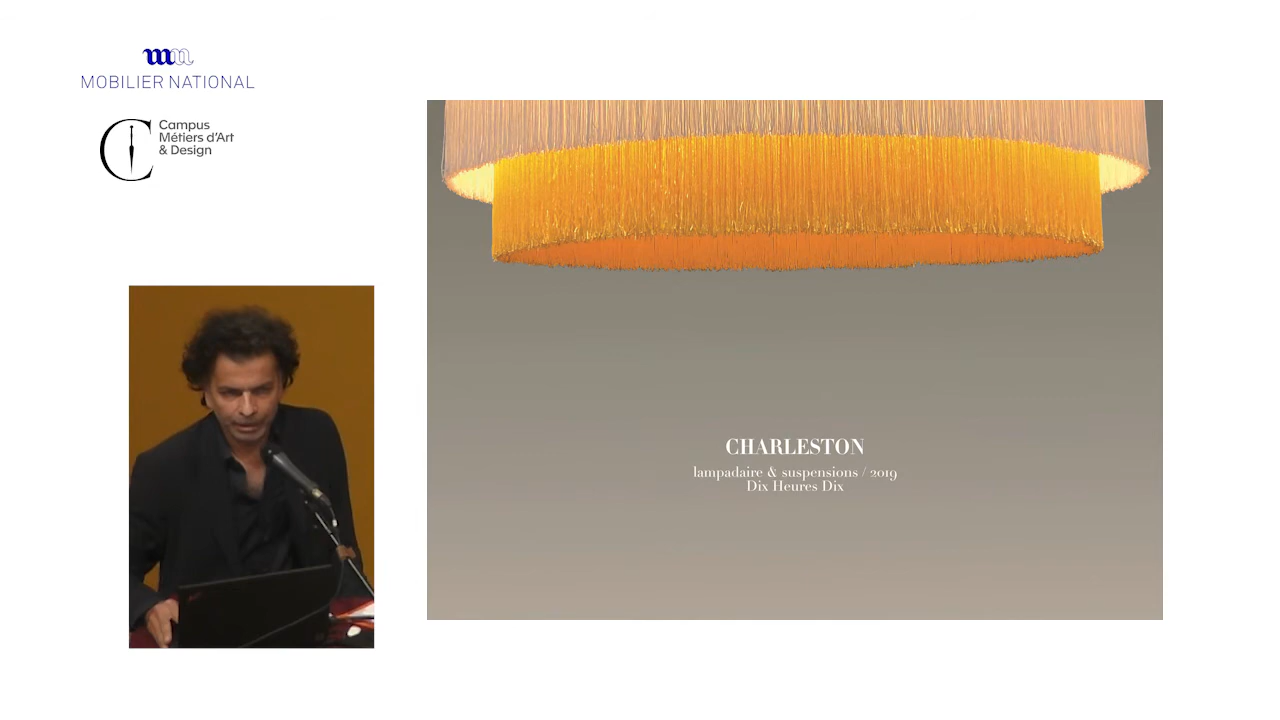 MOBILIER NATIONAL
Campus
Métiers d'Art
& Design
CHARLESTON
lampadaire & suspensions / 2019
Dix Heures Dix